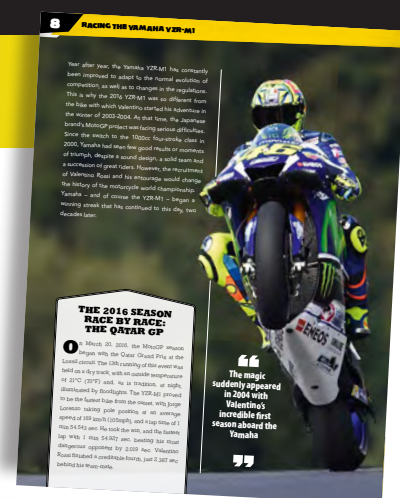 8 RACING THE YAMAHA YZR-M1
Year after year, the Yamaha YZR-M1 has constantly
been improved to adapt to the normal evolution of
competition, as well as to changes in the regulations.
This is why the 2016 YZR-M1 was so different from
the bike with which Valentino started his adventure in
the winter of 2003-2004. At that time, the Japanese
brand's MotoGP project was facing serious difficulties.
Since the switch to the 1000cc four-stroke class in
2000, Yamaha had seen few good results or moments
of triumph, despite a sound design, a solid team and
a succession of great riders. However, the recruitment
of Valentino Rossi and his entourage would change
the history of the motorcycle world championship.
Yamaha – and of course the YZR-M1 – began a
winning streak that has continued to this day, two
decades later.
THE 2016 SEASON
RACE BY RACE:
THE QATAR GP
On March 20, 2016, the MotoGP season
began with the Qatar Grand Prix at the
Losail circuit. The 13th running of this event was
held on a dry track, with an outside temperature
of 21°C (21°F) and, as is tradition, at night,
illuminated by floodlights. The YZR-M1 proved
to be the fastest bike from the outset, with Jorge
Lorenzo taking pole position at an average
speed of 169 km/h (105mph), and a lap time of 1
min 54.543 sec. He took the win, and the fastest
lap with 1 min 54.927 sec, beating his most
dangerous opponent by 2.019 sec. Valentino
Rossi finished a creditable fourth, just 2.387 sec
behind his team-mate.
“
The magic
suddenly appeared
in 2004 with
Valentino's
incredible first
season aboard the
Yamaha
”
ENEOS